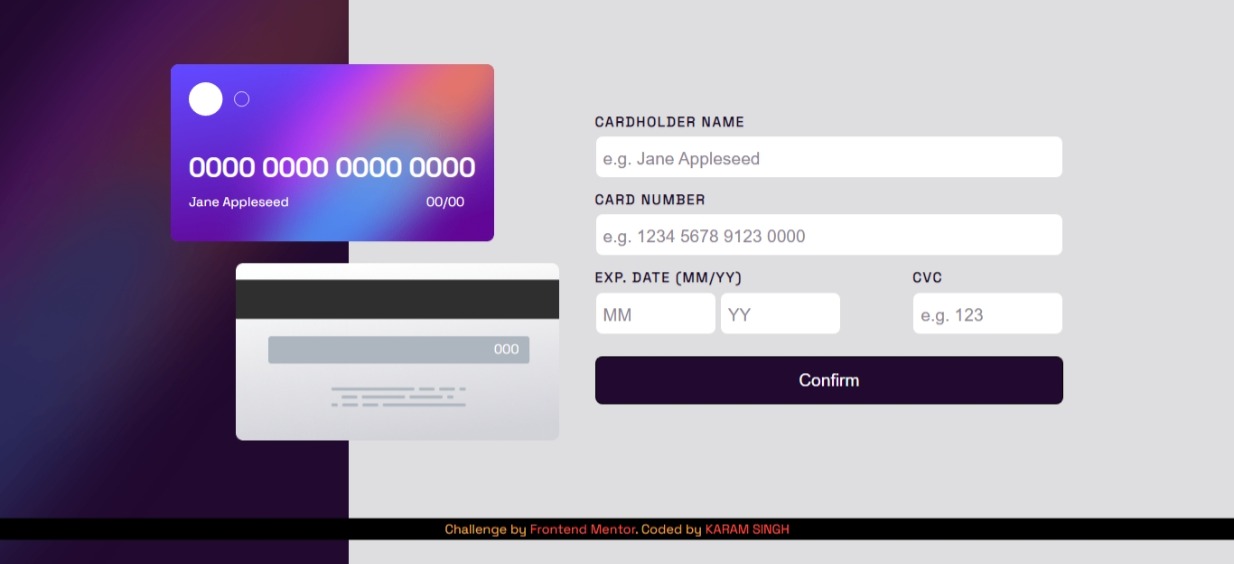 0000 0000 0000 0000
Jane Appleseed 00/00
000
CARDHOLDER NAME
e.g. Jane Appleseed
CARD NUMBER
e.g. 1234 5678 9123 0000
EXP. DATE (MM/YY) CVC
MM YY e.g. 123
Confirm
Challenge by Frontend Mentor. Coded by KARAM SINGH